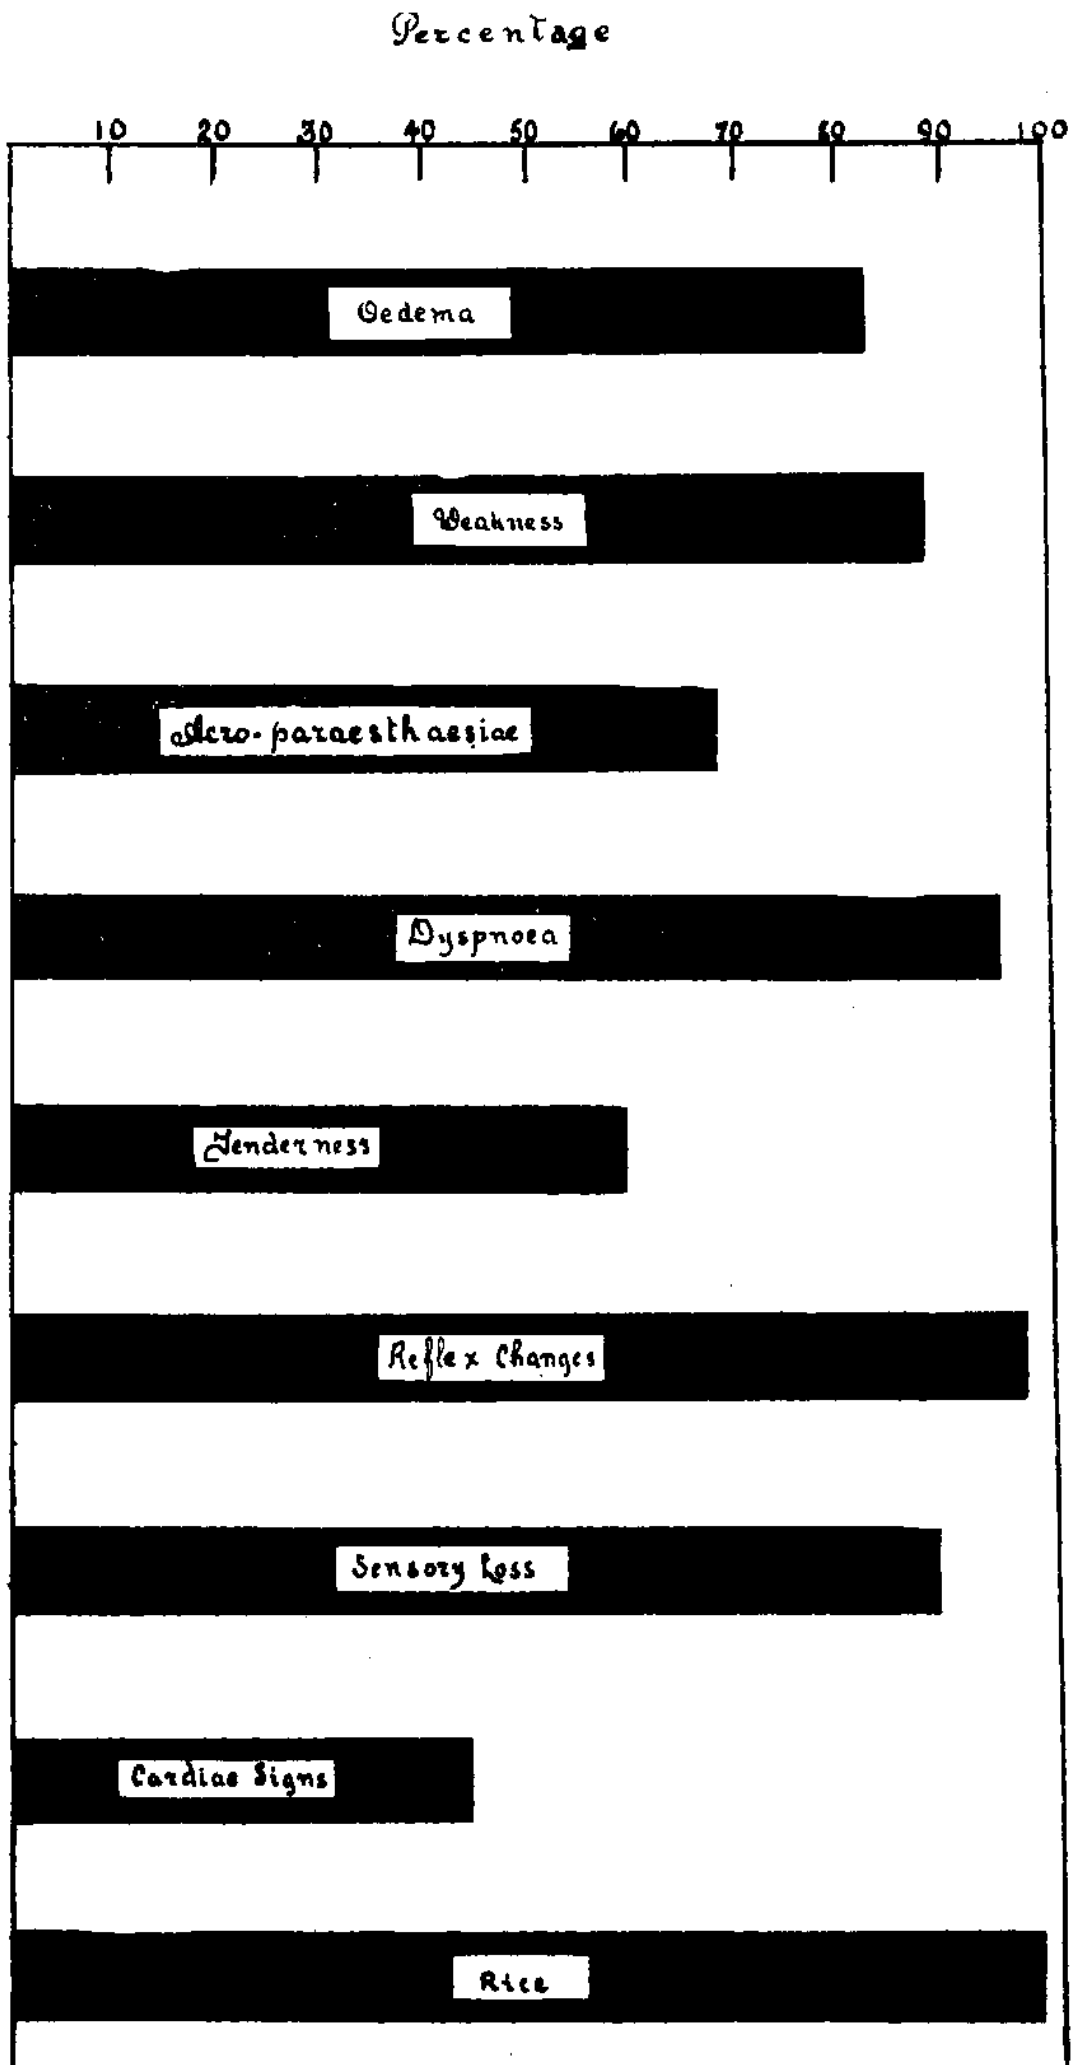 Percentage
10 20 30 40 50 60 70 80 90 100
Oedema
Weakness
Acro-paraesthaesiae
Dyspnoea
Tenderness
Reflex Changes
Sensory Loss
Cardiac Signs
Rice